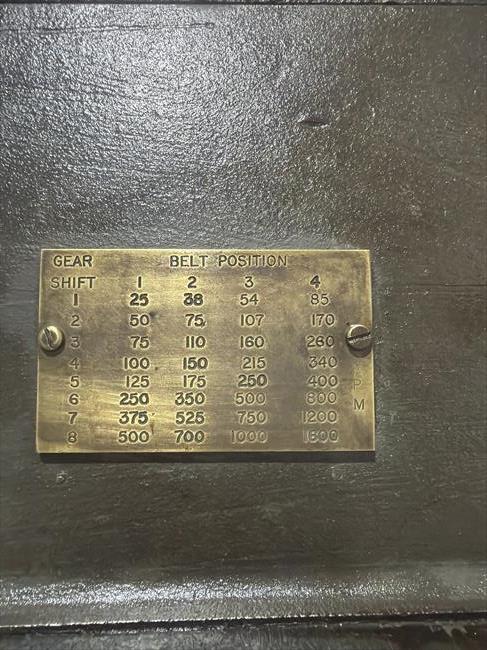 GEAR BELT POSITION
SHIFT 1 2 3 4
1 25 38 54 85
2 50 75 107 170
3 75 110 160 260
4 100 150 215 340
5 125 175 250 400
6 250 350 500 800
7 375 525 750 1200
8 500 700 1000 1800
P
M